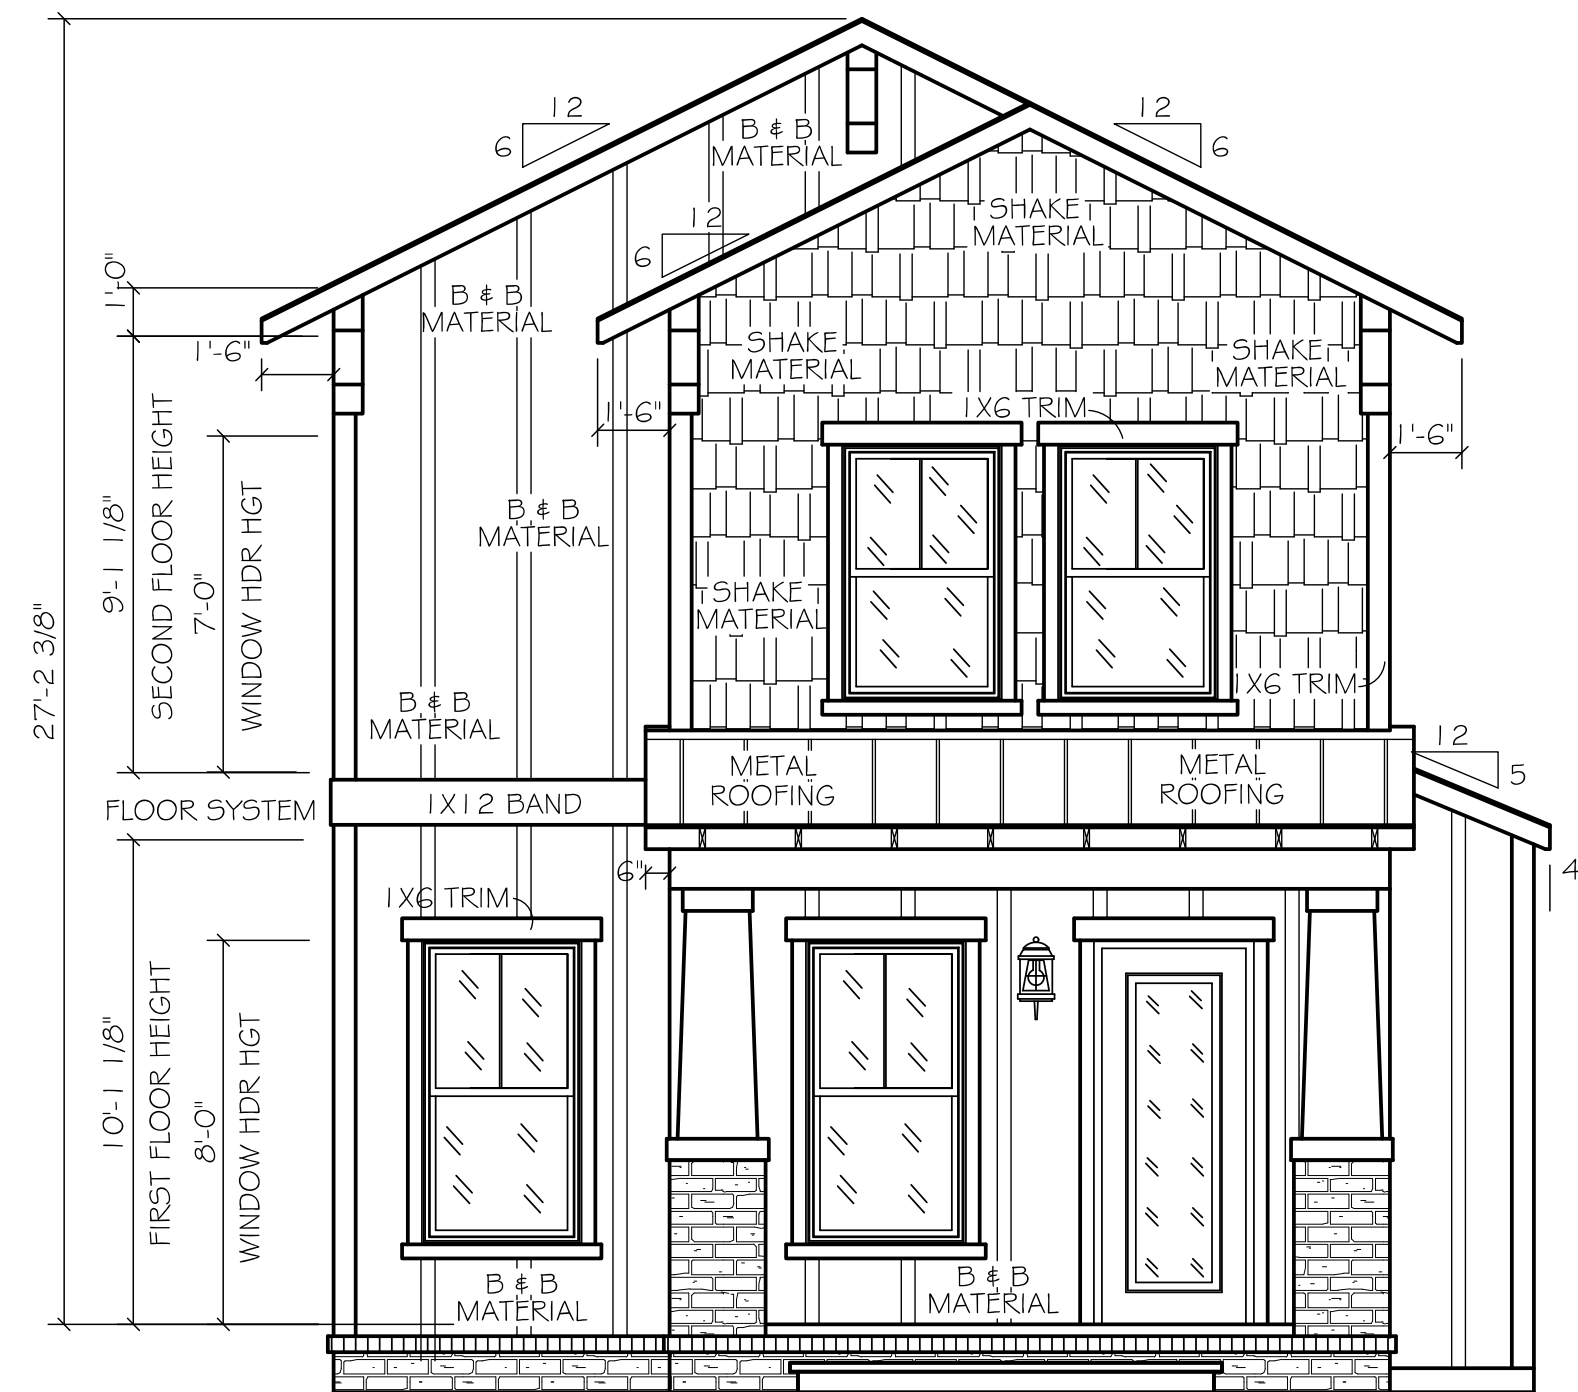 12
6
B & B
MATERIAL
12
6
12
6
SHAKE
MATERIAL
1'-0"
B & B
MATERIAL
1'-6"
SHAKE
MATERIAL
SHAKE
MATERIAL
1X6 TRIM
1'-6"
1'-6"
27'-2 3/8"
9'-1 1/8"
SECOND FLOOR HEIGHT
7'-0"
WINDOW HDR HGT
B & B
MATERIAL
SHAKE
MATERIAL
1X6 TRIM
B & B
MATERIAL
METAL
ROOFING
METAL
ROOFING
12
5
FLOOR SYSTEM
1X12 BAND
6"
4
1X6 TRIM
10'-1 1/8"
FIRST FLOOR HEIGHT
8'-0"
WINDOW HDR HGT
B & B
MATERIAL
B & B
MATERIAL